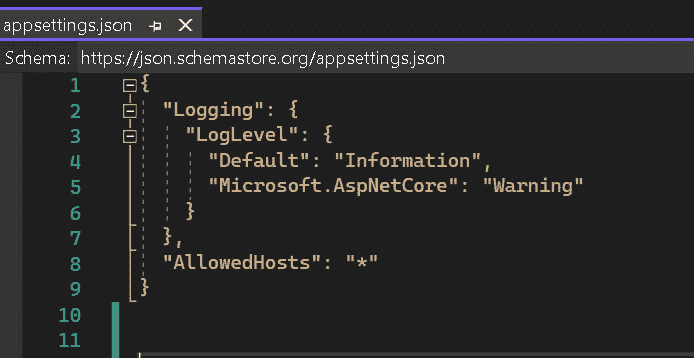 appsettings.json
Schema: https://json.schemastore.org/appsettings.json
1 {
2 "Logging": {
3 "LogLevel": {
4 "Default": "Information",
5 "Microsoft.AspNetCore": "Warning"
6 }
7 },
8 "AllowedHosts": "*"
9 }
10
11